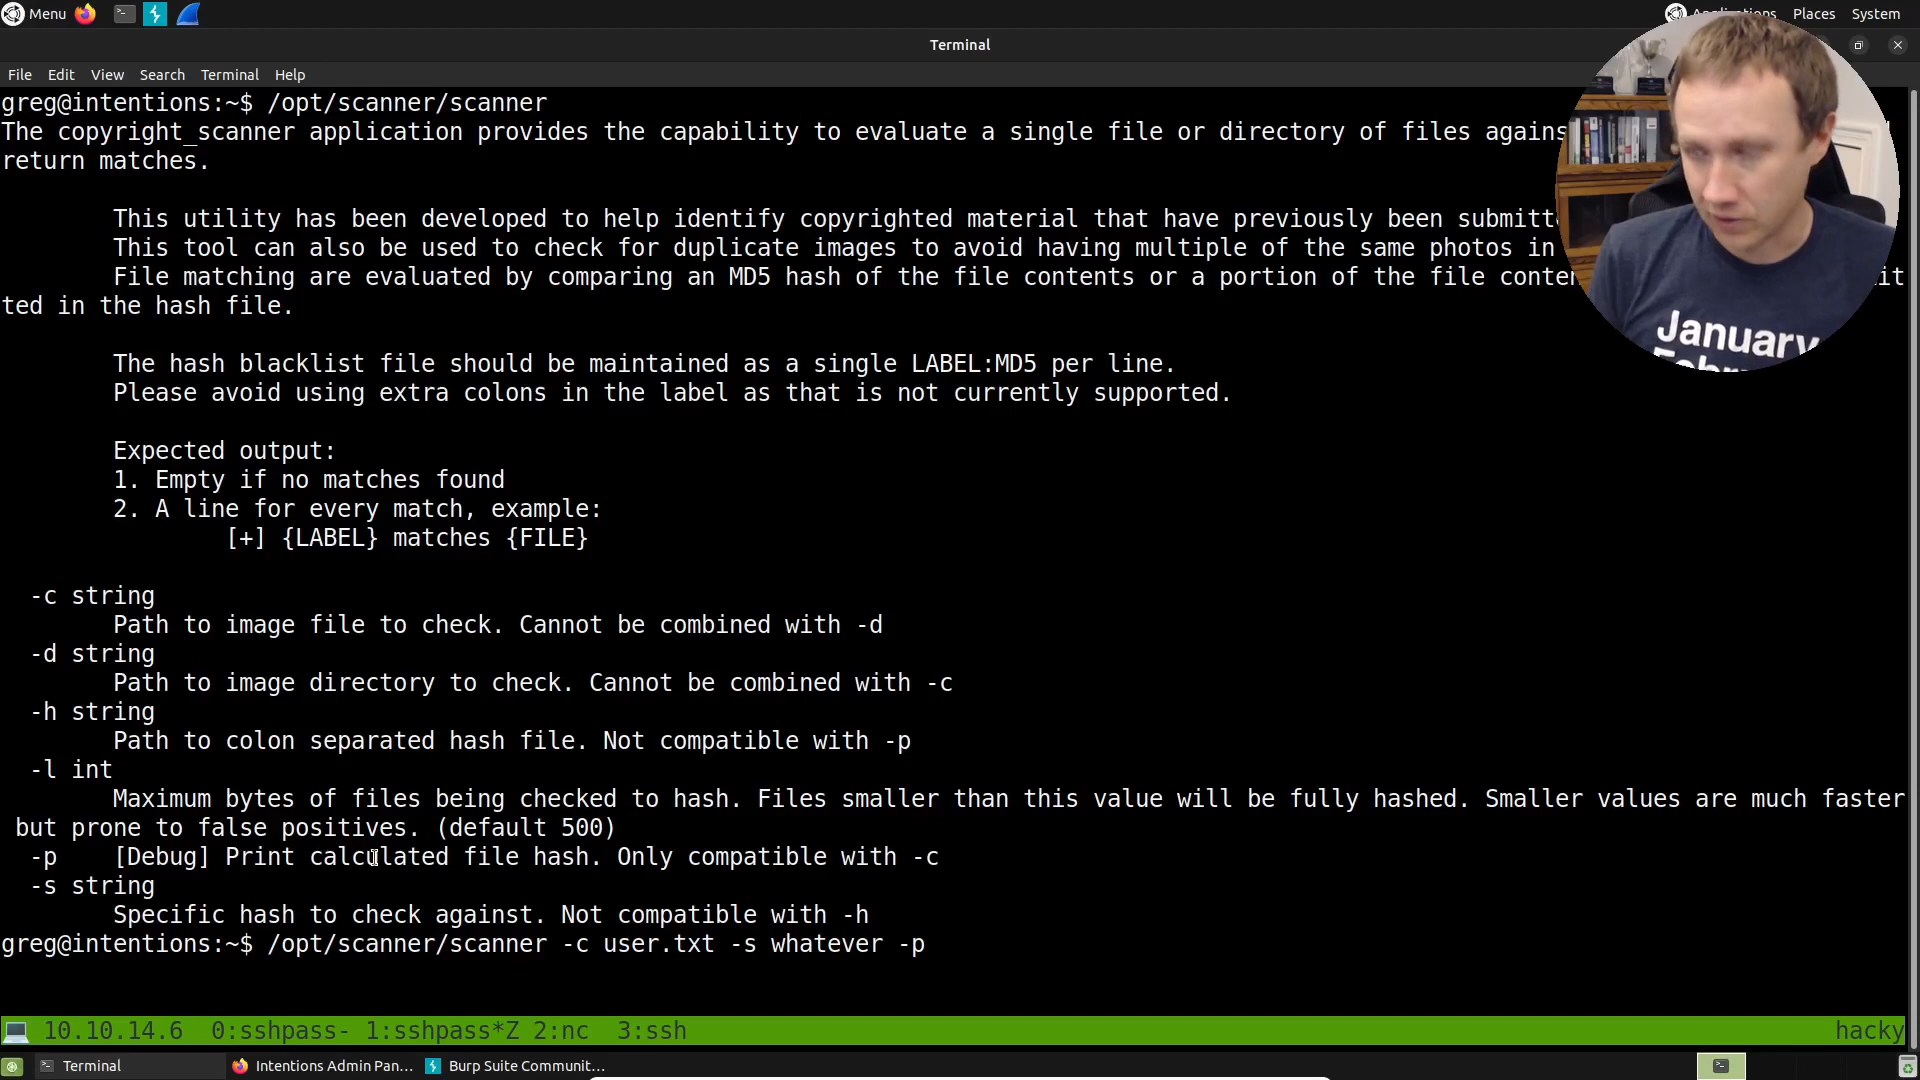 Menu Applications Places System
Terminal
File Edit View Search Terminal Help
greg@intentions:~$ /opt/scanner/scanner
The copyright_scanner application provides the capability to evaluate a single file or directory of files
return matches.
This utility has been developed to help identify copyrighted material that have previously been
This tool can also be used to check for duplicate images to avoid having multiple of the same photos in
File matching are evaluated by comparing an MD5 hash of the file contents or a portion of the file
ted in the hash file.
The hash blacklist file should be maintained as a single LABEL:MD5 per line.
Please avoid using extra colons in the label as that is not currently supported.
Expected output:
1. Empty if no matches found
2. A line for every match, example:
[+] {LABEL} matches {FILE}
-c string
Path to image file to check. Cannot be combined with -d
-d string
Path to image directory to check. Cannot be combined with -c
-h string
Path to colon separated hash file. Not compatible with -p
-l int
Maximum bytes of files being checked to hash. Files smaller than this value will be fully hashed. Smaller values are much faster
but prone to false positives. (default 500)
-p [Debug] Print calculated file hash. Only compatible with -c
-s string
Specific hash to check against. Not compatible with -h
greg@intentions:~$ /opt/scanner/scanner -c user.txt -s whatever -p
January
10.10.14.6 0:sshpass- 1:sshpass*Z 2:nc 3:ssh hacky
Terminal Intentions Admin Pan... Burp Suite Communit...